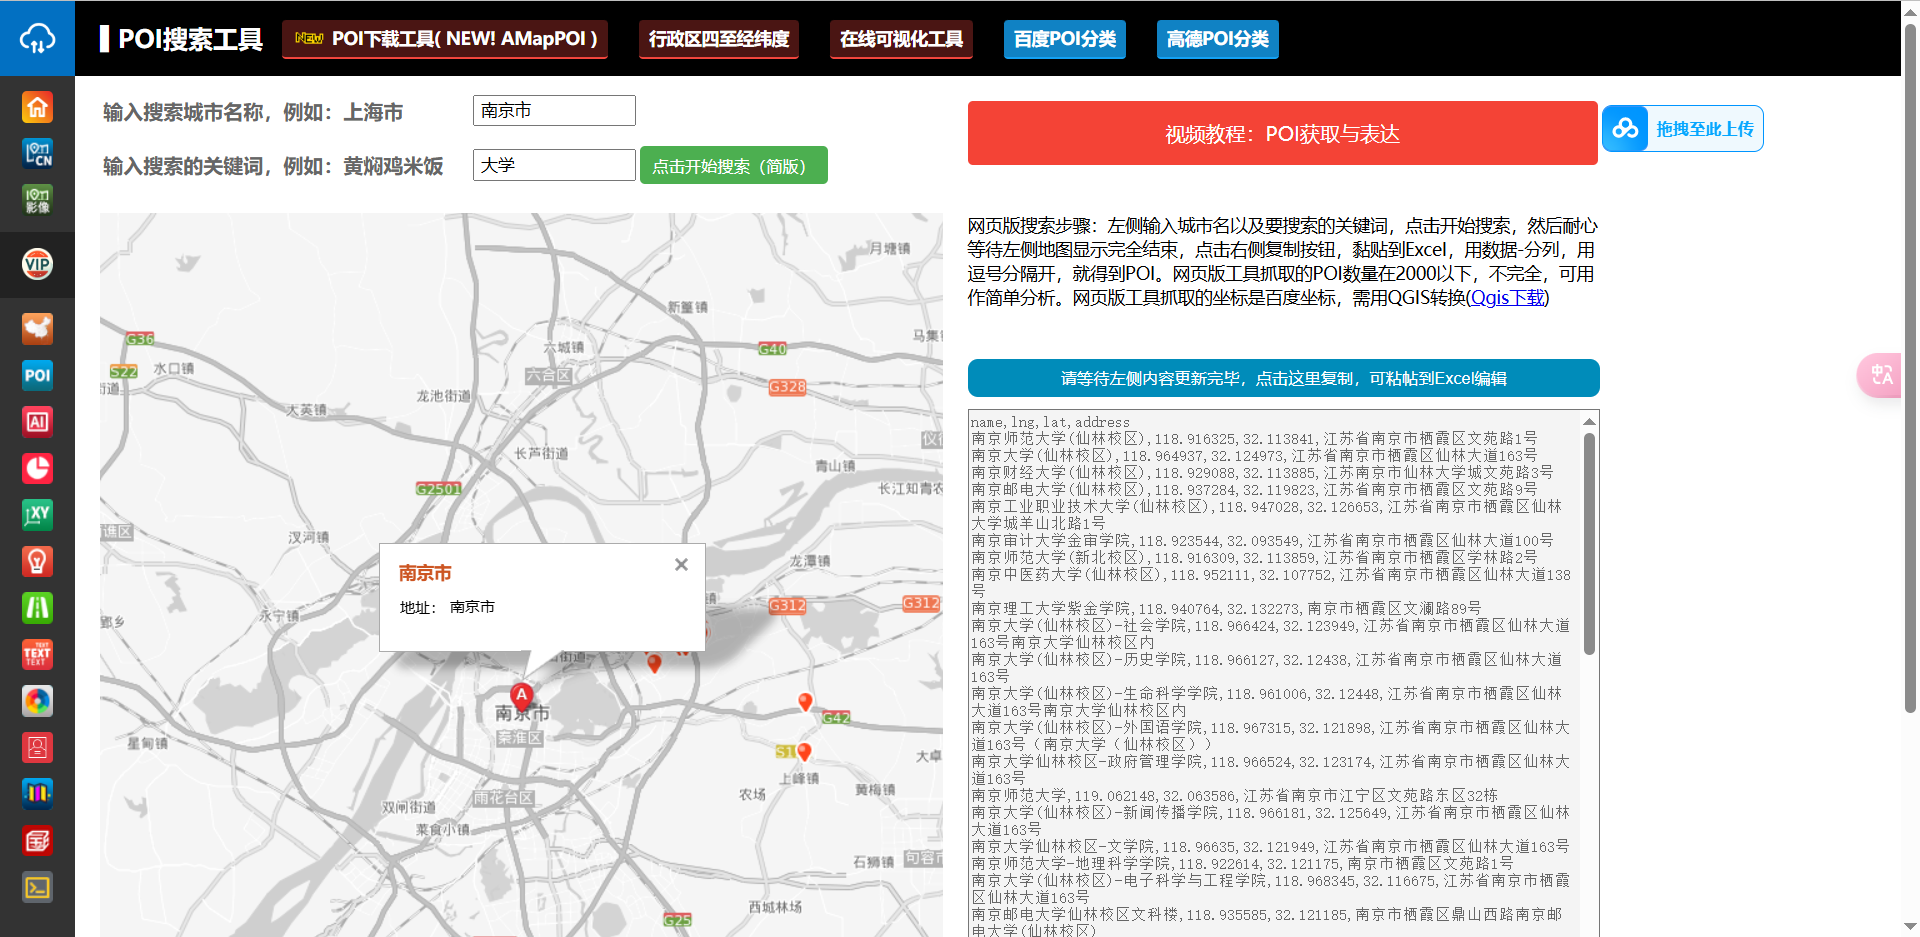 POI搜索工具
NEW POI下载工具( NEW! AMapPOI )
行政区四至经纬度
在线可视化工具
百度POI分类
高德POI分类
输入搜索城市名称，例如：上海市
南京市
输入搜索的关键词，例如：黄焖鸡米饭
大学
点击开始搜索（简版）
视频教程：POI获取与表达
拖拽至此上传
网页版搜索步骤：左侧输入城市名以及要搜索的关键词，点击开始搜索，然后耐心
等待左侧地图显示完全结束，点击右侧复制按钮，黏贴到Excel，用数据-分列，用
逗号分隔开，就得到POI。网页版工具抓取的POI数量在2000以下，不完全，可用
作简单分析。网页版工具抓取的坐标是百度坐标，需用QGIS转换(Qgis下载)
请等待左侧内容更新完毕，点击这里复制，可粘帖到Excel编辑
name,lng,lat,address
南京师范大学(仙林校区),118.916325,32.113841,江苏省南京市栖霞区文苑路1号
南京大学(仙林校区),118.964937,32.124973,江苏省南京市栖霞区仙林大道163号
南京财经大学(仙林校区),118.929088,32.113885,江苏南京市仙林大学城文苑路3号
南京邮电大学(仙林校区),118.937284,32.119823,江苏省南京市栖霞区文苑路9号
南京工业职业技术大学(仙林校区),118.947028,32.126653,江苏省南京市栖霞区仙林
大学城羊山北路1号
南京审计大学金审学院,118.923544,32.093549,江苏省南京市栖霞区仙林大道100号
南京师范大学(新北校区),118.916309,32.113859,江苏省南京市栖霞区学林路2号
南京中医药大学(仙林校区),118.952111,32.107752,江苏省南京市栖霞区仙林大道138
号
南京理工大学紫金学院,118.940764,32.132273,南京市栖霞区文澜路89号
南京大学(仙林校区)-社会学院,118.966424,32.123949,江苏省南京市栖霞区仙林大道
163号南京大学仙林校区内
南京大学(仙林校区)-历史学院,118.966127,32.12438,江苏省南京市栖霞区仙林大道
163号
南京大学(仙林校区)-生命科学学院,118.961006,32.12448,江苏省南京市栖霞区仙林
大道163号南京大学仙林校区内
南京大学(仙林校区)-外国语学院,118.967315,32.121898,江苏省南京市栖霞区仙林大
道163号（南京大学（仙林校区））
南京大学仙林校区-政府管理学院,118.966524,32.123174,江苏省南京市栖霞区仙林大
道163号
南京师范大学,119.062148,32.063586,江苏省南京市江宁区文苑路东区32栋
南京大学(仙林校区)-新闻传播学院,118.966181,32.125649,江苏省南京市栖霞区仙林
大道163号
南京大学仙林校区-文学院,118.96635,32.121949,江苏省南京市栖霞区仙林大道163号
南京师范大学-地理科学学院,118.922614,32.121175,南京市栖霞区文苑路1号
南京大学(仙林校区)-电子科学与工程学院,118.968345,32.116675,江苏省南京市栖霞
区仙林大道163号
南京邮电大学仙林校区文科楼,118.935585,32.121185,南京市栖霞区鼎山西路南京邮
电大学(仙林校区)
月塘镇
新篁镇
马集
G36
六城镇
G40
S22
水口镇
六合区
G328
街道
龙池街道
大英镇
仪
长芦街道
青山镇
G2501
长江知青农
谯区
汊河镇
龙潭镇
南京市
地址：
南京市
镇
G312
G312
永宁镇
鄞乡
街道
A
南京市
G42
秦淮区
星甸镇
S1
大卓
上峰镇
农场
黄梅镇
雨花台区
双闸街道
菜食小镇
石狮镇
句容市
西城林场
G25
CN
影像
VIP
POI
AI
XY
TEXT
TEXT
TEXT